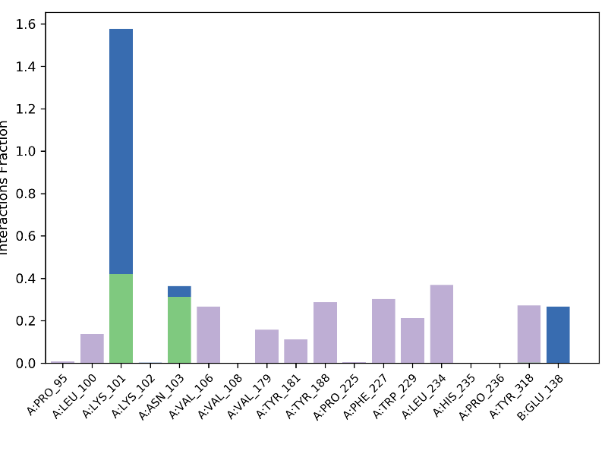 Interactions Fraction
1.6
1.4
1.2
1.0
0.8
0.6
0.4
0.2
0.0
A:PRO_95
A:LEU_100
A:LYS_101
A:LYS_102
A:ASN_103
A:VAL_106
A:VAL_108
A:VAL_179
A:TYR_181
A:TYR_188
A:PRO_225
A:PHE_227
A:TRP_229
A:LEU_234
A:HIS_235
A:PRO_236
A:TYR_318
B:GLU_138